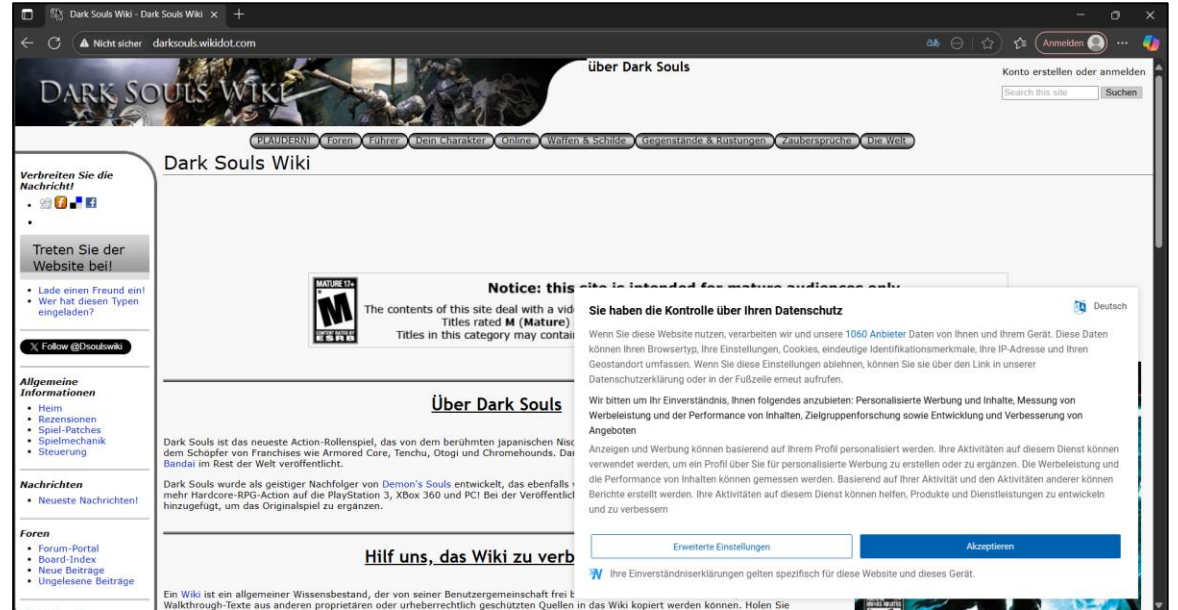 Dark Souls Wiki - Dark Souls Wiki
Nicht sicher darksouls.wikidot.com
Anmelden
DARK SOULS WIKI
über Dark Souls
Konto erstellen oder anmelden
Search this site Suchen
PLAUDERN! Foren Führer Dein Charakter Online Waffen & Schilde Gegenstände & Rüstungen Zaubersprüche Die Welt
Dark Souls Wiki
Verbreiten Sie die
Nachricht!
Treten Sie der
Website bei!
Lade einen Freund ein!
Wer hat diesen Typen
eingeladen?
Follow @Dsoulswiki
Allgemeine
Informationen
Heim
Rezensionen
Spiel-Patches
Spielmechanik
Steuerung
Nachrichten
Neueste Nachrichten!
Foren
Forum-Portal
Board-Index
Neue Beiträge
Ungelesene Beiträge
MATURE 17+
M
ESRB
Notice: this site is intended for mature audiences only
The contents of this site deal with a vid
Titles rated M (Mature)
Titles in this category may contai
Über Dark Souls
Dark Souls ist das neueste Action-Rollenspiel, das von dem berühmten japanischen Nisc
dem Schöpfer von Franchises wie Armored Core, Tenchu, Otogi und Chromehounds. Da
Bandai im Rest der Welt veröffentlicht.
Dark Souls wurde als geistiger Nachfolger von Demon's Souls entwickelt, das ebenfalls
mehr Hardcore-RPG-Action auf die PlayStation 3, XBox 360 und PC! Bei der Veröffentlic
hinzugefügt, um das Originalspiel zu ergänzen.
Hilf uns, das Wiki zu verb
Ein Wiki ist ein allgemeiner Wissensbestand, der von seiner Benutzergemeinschaft frei b
Walkthrough-Texte aus anderen proprietären oder urheberrechtlich geschützten Quellen in das Wiki kopiert werden können. Holen Sie
Sie haben die Kontrolle über Ihren Datenschutz
Deutsch
Wenn Sie diese Website nutzen, verarbeiten wir und unsere 1060 Anbieter Daten von Ihnen und Ihrem Gerät. Diese Daten
können Ihren Browsertyp, Ihre Einstellungen, Cookies, eindeutige Identifikationsmerkmale, Ihre IP-Adresse und Ihren
Geostandort umfassen. Wenn Sie diese Einstellungen ablehnen, können Sie sie über den Link in unserer
Datenschutzerklärung oder in der Fußzeile erneut aufrufen.
Wir bitten um Ihr Einverständnis, Ihnen folgendes anzubieten: Personalisierte Werbung und Inhalte, Messung von
Werbeleistung und der Performance von Inhalten, Zielgruppenforschung sowie Entwicklung und Verbesserung von
Angeboten
Anzeigen und Werbung können basierend auf Ihrem Profil personalisiert werden. Ihre Aktivitäten auf diesem Dienst können
verwendet werden, um ein Profil über Sie für personalisierte Werbung zu erstellen oder zu ergänzen. Die Werbeleistung und
die Performance von Inhalten können gemessen werden. Basierend auf Ihrer Aktivität und den Aktivitäten anderer können
Berichte erstellt werden. Ihre Aktivitäten auf diesem Dienst können helfen, Produkte und Dienstleistungen zu entwickeln
und zu verbessern
Erweiterte Einstellungen Akzeptieren
Ihre Einverständniserklärungen gelten spezifisch für diese Website und dieses Gerät.